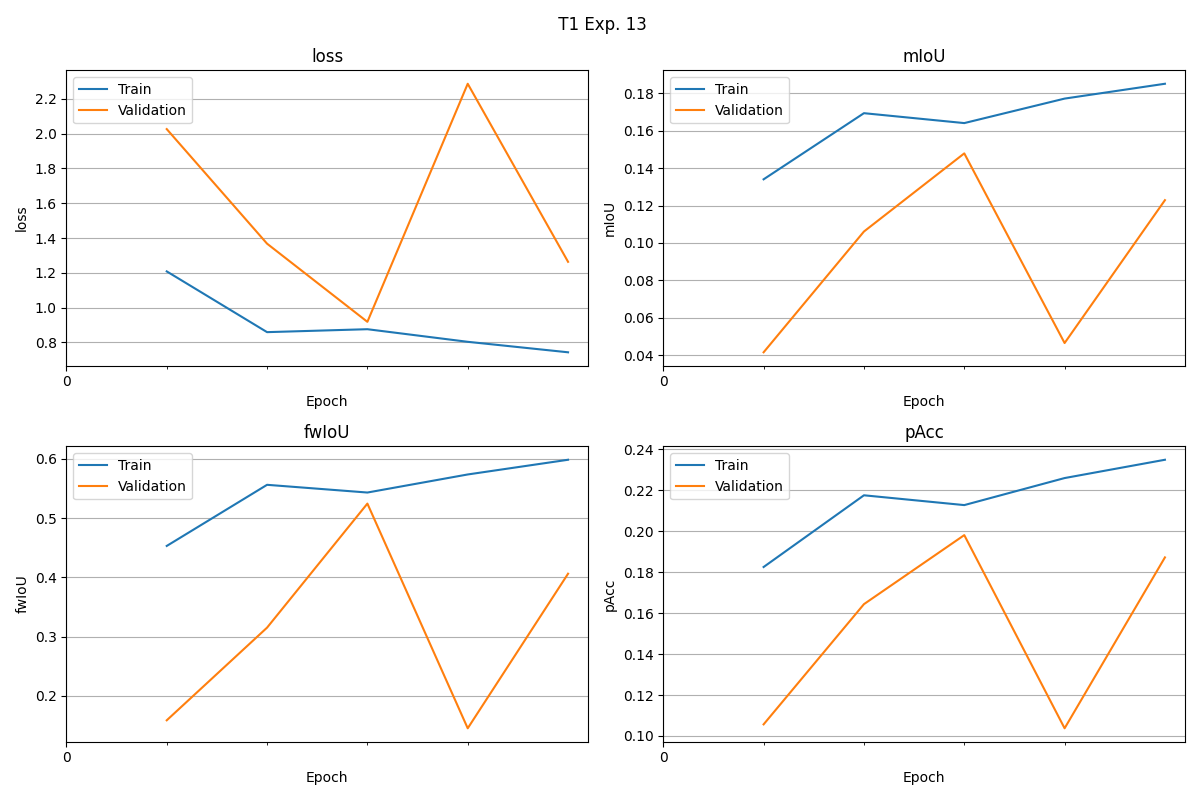 T1 Exp. 13
loss
Train
Validation
2.2
2.0
1.8
1.6
1.4
1.2
1.0
0.8
loss
0
Epoch
mIoU
Train
Validation
0.18
0.16
0.14
0.12
0.10
0.08
0.06
0.04
mIoU
0
Epoch
fwIoU
Train
Validation
0.6
0.5
0.4
0.3
0.2
fwIoU
0
Epoch
pAcc
Train
Validation
0.24
0.22
0.20
0.18
0.16
0.14
0.12
0.10
pAcc
0
Epoch